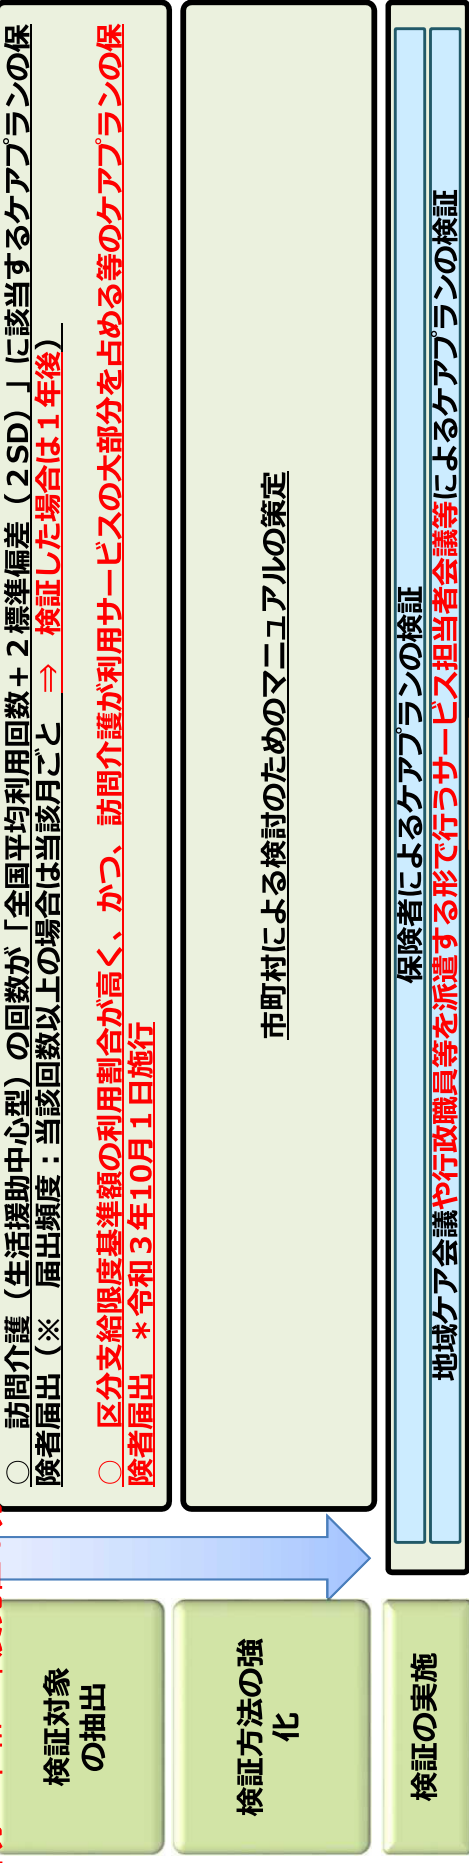 検証対象
の抽出
○　訪問介護（生活援助中心型）の回数が「全国平均利用回数＋２標準偏差（２SD）」に該当するケアプランの保
険者届出（※　届出頻度：当該回数以上の場合は当該月ごと　⇒　検証した場合は１年後）
○　区分支給限度基準額の利用割合が高く、かつ、訪問介護が利用サービスの大部分を占める等のケアプランの保
険者届出　＊令和３年10月１日施行
検証方法の強
化
市町村による検討のためのマニュアルの策定
検証の実施
保険者によるケアプランの検証
地域ケア会議や行政職員等を派遣する形で行うサービス担当者会議等によるケアプランの検証